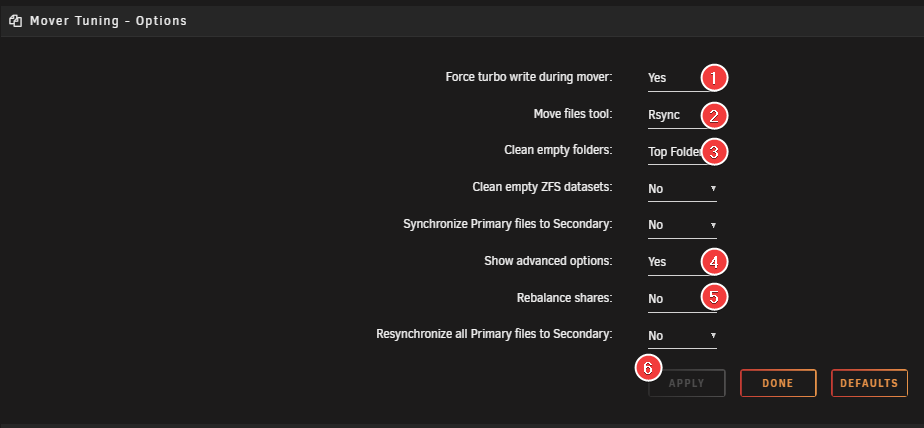 Mover Tuning - Options
Force turbo write during mover: Yes 1
Move files tool: Rsync 2
Clean empty folders: Top Folder 3
Clean empty ZFS datasets: No
Synchronize Primary files to Secondary: No
Show advanced options: Yes 4
Rebalance shares: No 5
Resynchronize all Primary files to Secondary: No
6 APPLY DONE DEFAULTS